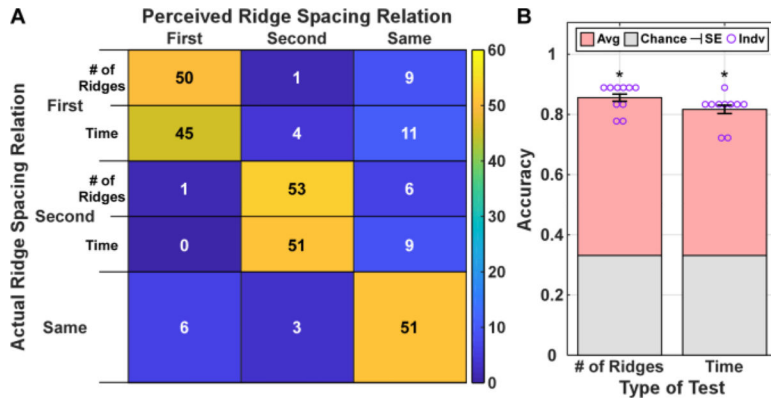 A
Perceived Ridge Spacing Relation
First Second Same
Actual Ridge Spacing Relation
First
# of
Ridges
50 1 9
Time
45 4 11
Second
# of
Ridges
1 53 6
Time
0 51 9
Same
6 3 51
60
50
40
30
20
10
0
B
Avg Chance SE Indv
* *
Accuracy
1
0.8
0.6
0.4
0.2
0
# of Ridges Time
Type of Test